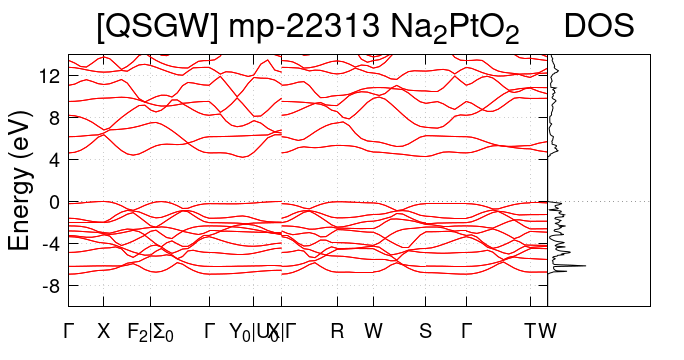 [QSGW] mp-22313 Na₂PtO₂ DOS
Energy (eV)
12
8
4
0
-4
-8
Γ X F₂|Σ₀ Γ Y₀|U₀ X|Γ R W S Γ T W